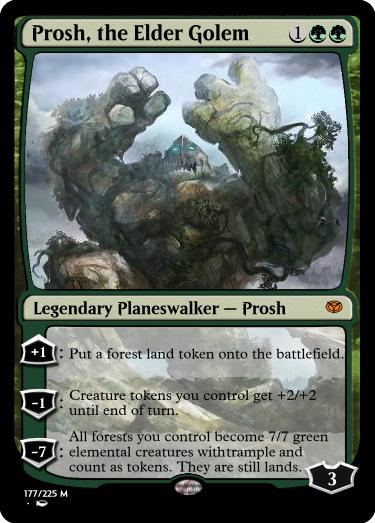 Prosh, the Elder Golem 1
Legendary Planeswalker — Prosh
+1: Put a forest land token onto the battlefield.
-1: Creature tokens you control get +2/+2
until end of turn.
All forests you control become 7/7 green
-7: elemental creatures withtrample and
count as tokens. They are still lands.
3
177/225 M